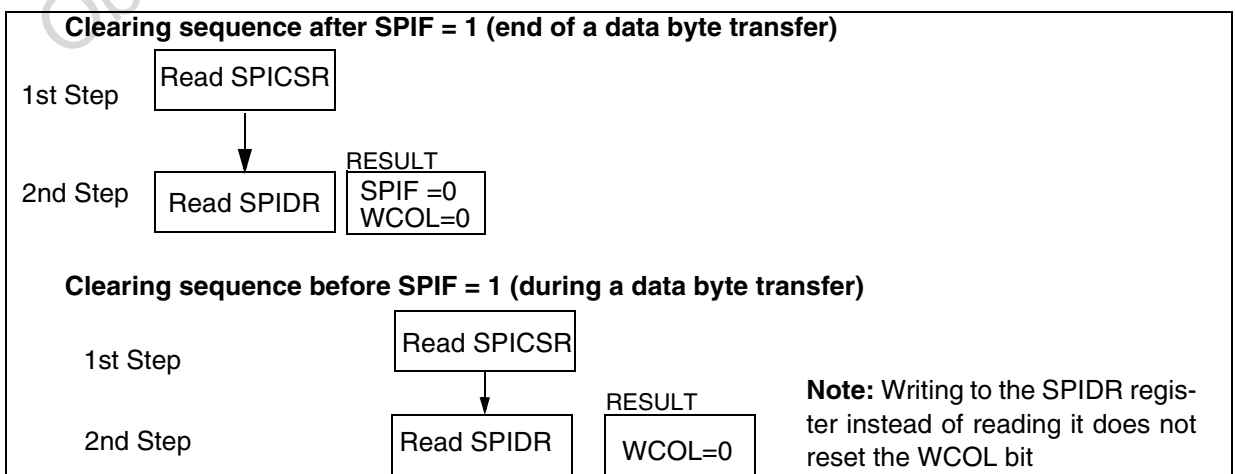 Clearing sequence after SPIF = 1 (end of a data byte transfer)
1st Step
Read SPICSR
2nd Step
Read SPIDR
RESULT
SPIF =0
WCOL=0
Clearing sequence before SPIF = 1 (during a data byte transfer)
1st Step
Read SPICSR
2nd Step
Read SPIDR
RESULT
WCOL=0
Note: Writing to the SPIDR regis-
ter instead of reading it does not
reset the WCOL bit